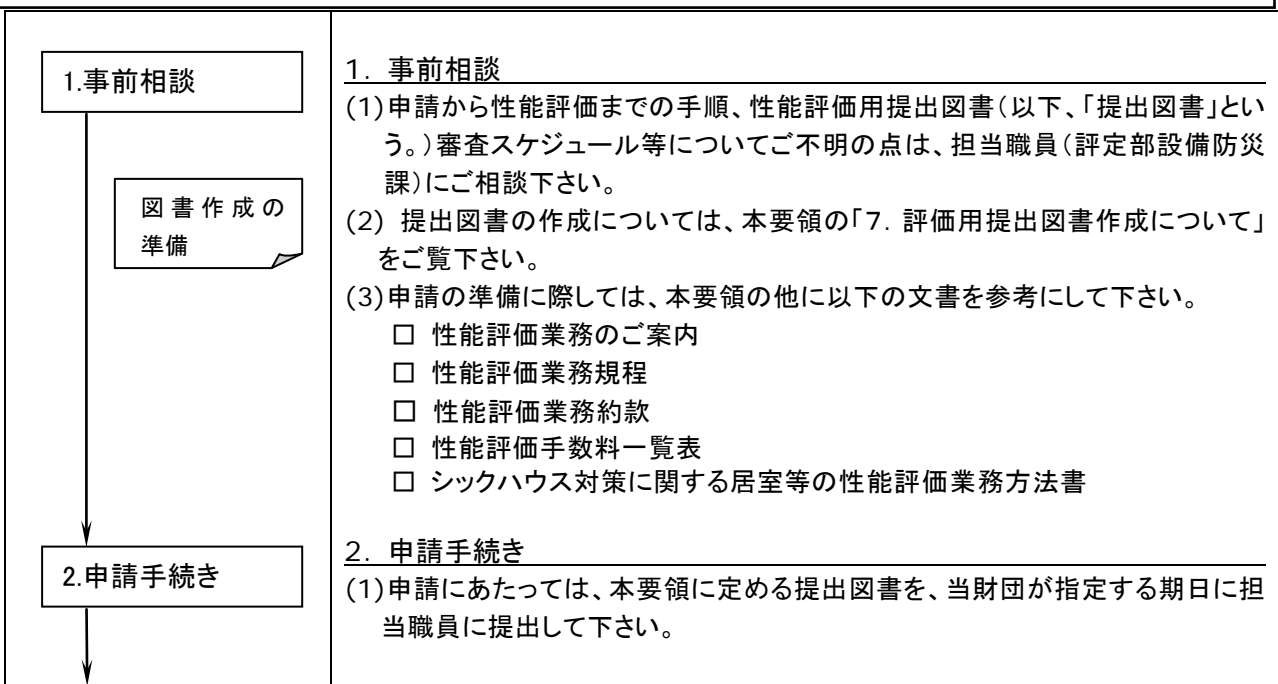 1.事前相談
図書作成の
準備
2.申請手続き
1. 事前相談
(1)申請から性能評価までの手順、性能評価用提出図書(以下、「提出図書」とい
う。)審査スケジュール等についてご不明の点は、担当職員(評定部設備防災
課)にご相談下さい。
(2) 提出図書の作成については、本要領の「7. 評価用提出図書作成について」
をご覧下さい。
(3)申請の準備に際しては、本要領の他に以下の文書を参考にして下さい。
□ 性能評価業務のご案内
□ 性能評価業務規程
□ 性能評価業務約款
□ 性能評価手数料一覧表
□ シックハウス対策に関する居室等の性能評価業務方法書
2. 申請手続き
(1)申請にあたっては、本要領に定める提出図書を、当財団が指定する期日に担
当職員に提出して下さい。